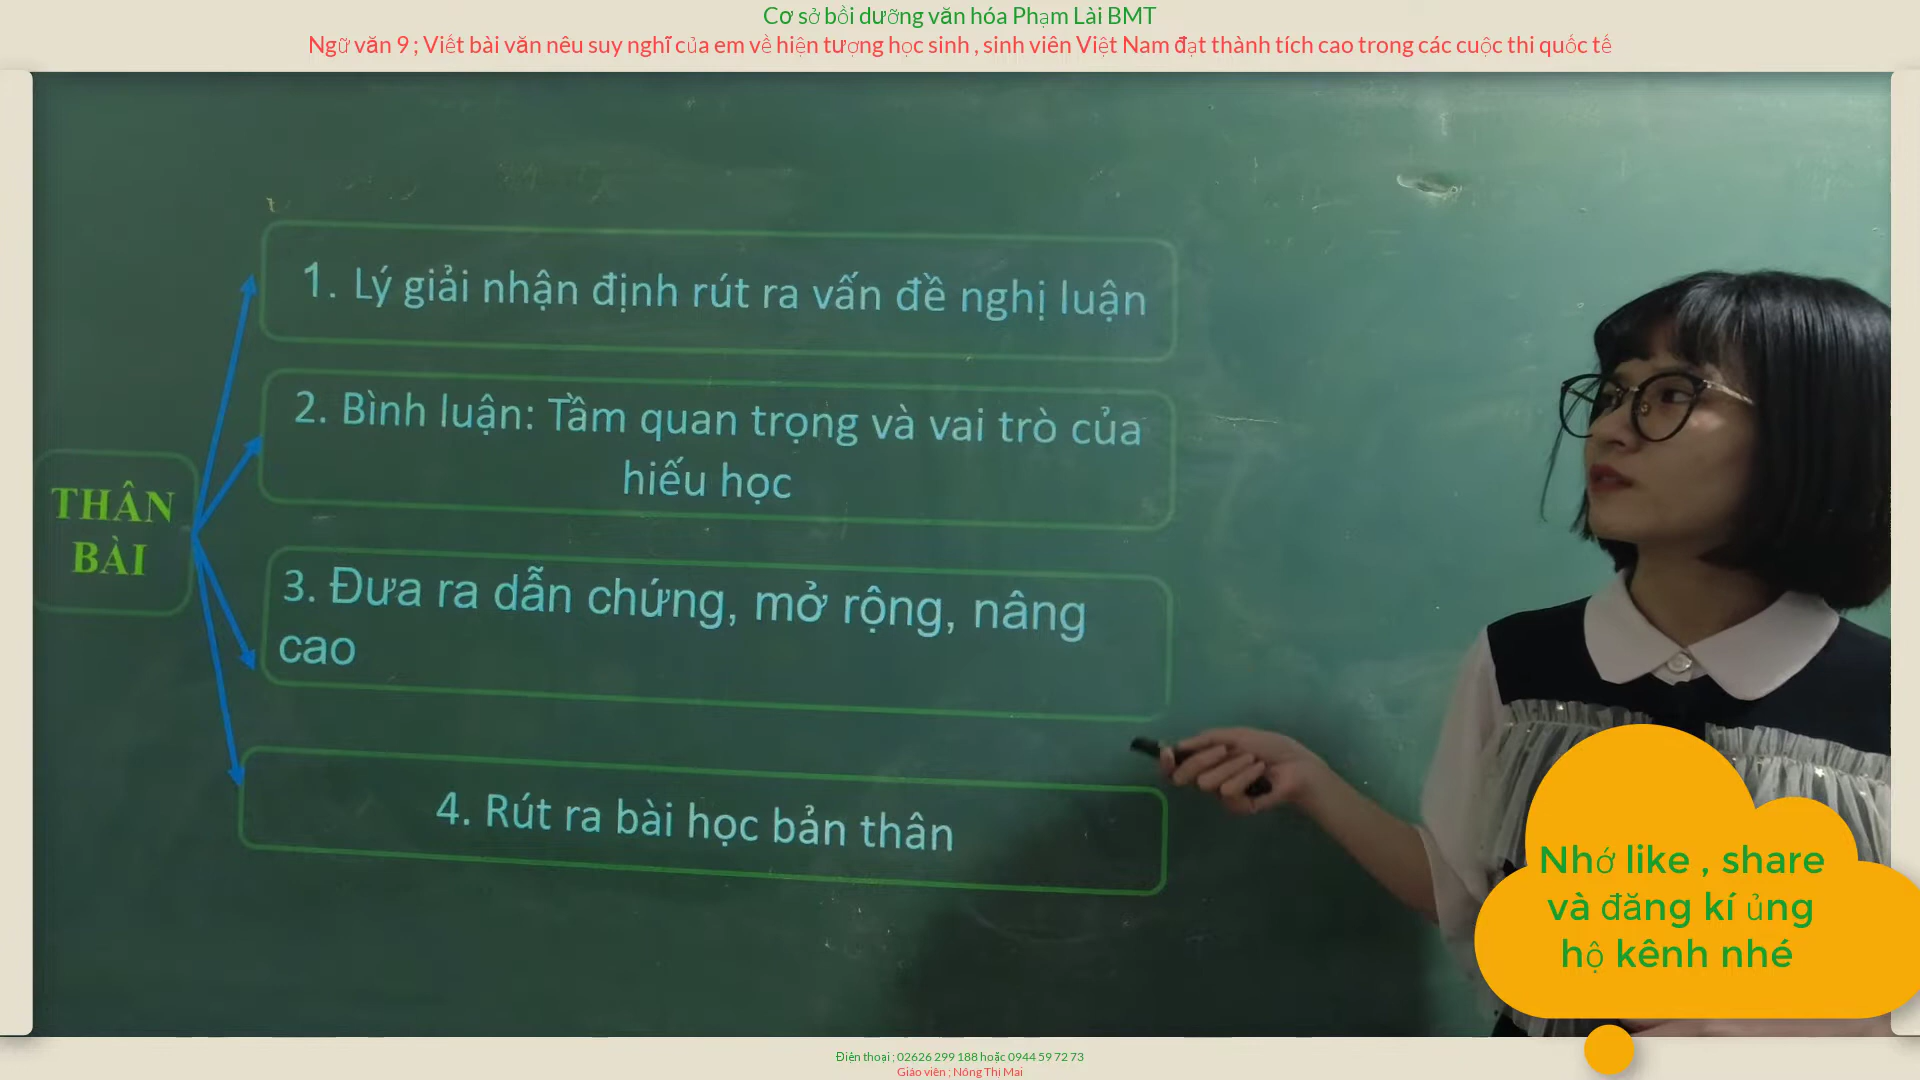 Cơ sở bồi dưỡng văn hóa Phạm Lài BMT
Ngữ văn 9 ; Viết bài văn nêu suy nghĩ của em về hiện tượng học sinh , sinh viên Việt Nam đạt thành tích cao trong các cuộc thi quốc tế
1. Lý giải nhận định rút ra vấn đề nghị luận
2. Bình luận: Tầm quan trọng và vai trò của
hiếu học
THÂN
BÀI
3. Đưa ra dẫn chứng, mở rộng, nâng
cao
4. Rút ra bài học bản thân
Nhớ like , share
và đăng kí ủng
hộ kênh nhé
Điện thoại ; 02626 299 188 hoặc 0944 59 72 73
Giáo viên ; Nông Thị Mai